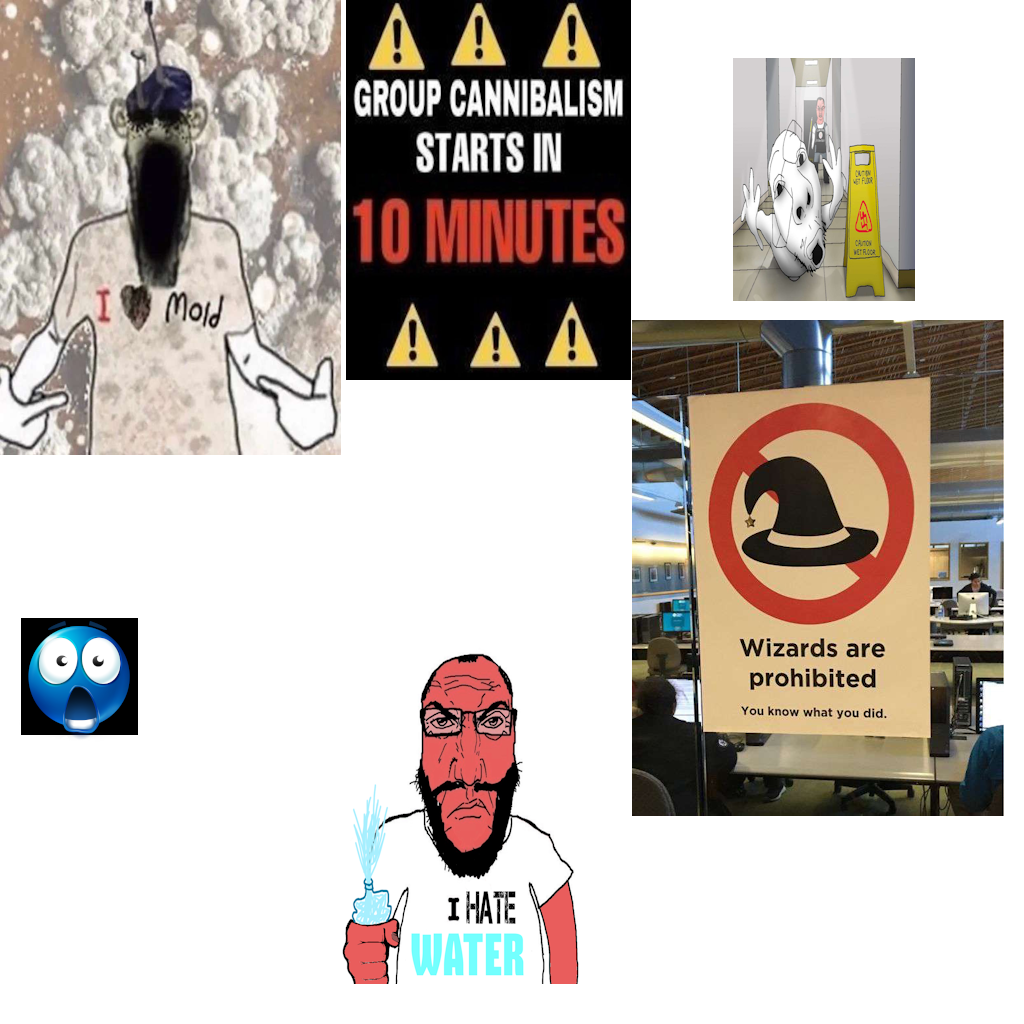 I Mold
GROUP CANNIBALISM
STARTS IN
10 MINUTES
CAUTION
WET FLOOR
CAUTION
WET FLOOR
Wizards are
prohibited
You know what you did.
I HATE
WATER